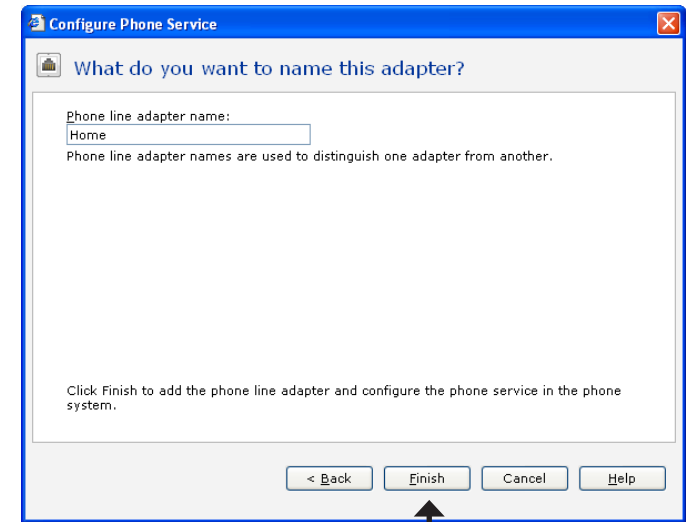 Configure Phone Service
What do you want to name this adapter?
Phone line adapter name:
Home
Phone line adapter names are used to distinguish one adapter from another.
Click Finish to add the phone line adapter and configure the phone service in the phone
system.
< Back Finish Cancel Help